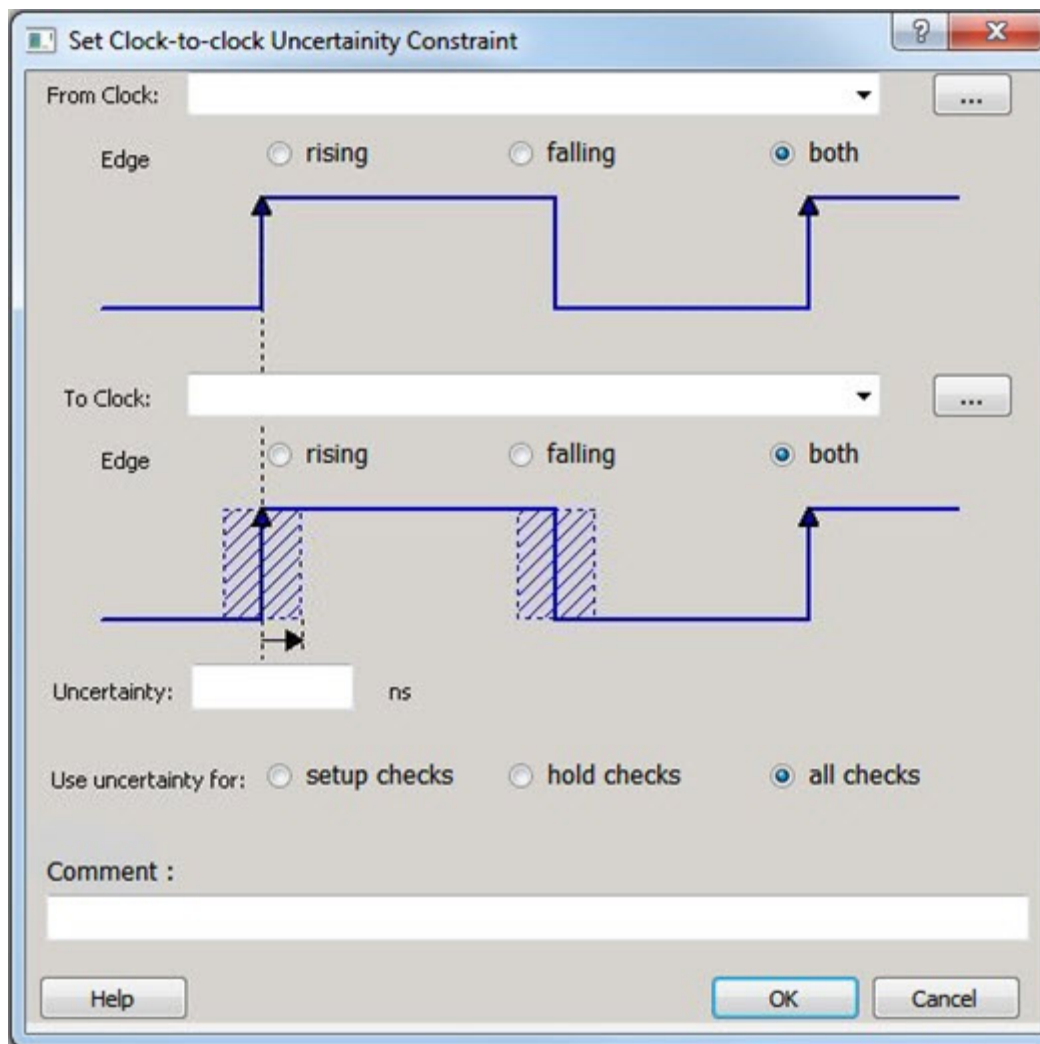 Set Clock-to-clock Uncertainity Constraint
From Clock: ...
Edge rising falling both
To Clock: ...
Edge rising falling both
Uncertainty: ns
Use uncertainty for: setup checks hold checks all checks
Comment :
Help OK Cancel